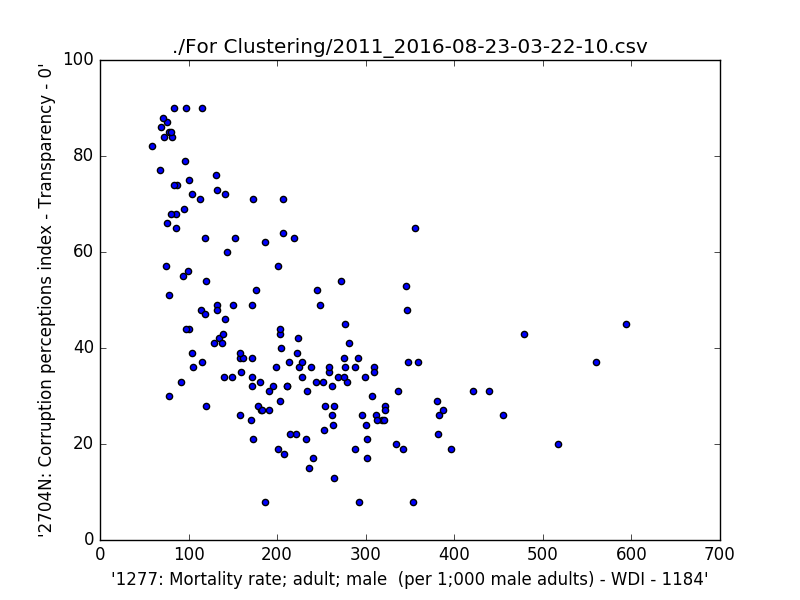 ./For Clustering/2011_2016-08-23-03-22-10.csv
100
80
60
40
20
0
'2704N: Corruption perceptions index - Transparency - 0'
0 100 200 300 400 500 600 700
'1277: Mortality rate; adult; male  (per 1;000 male adults) - WDI - 1184'